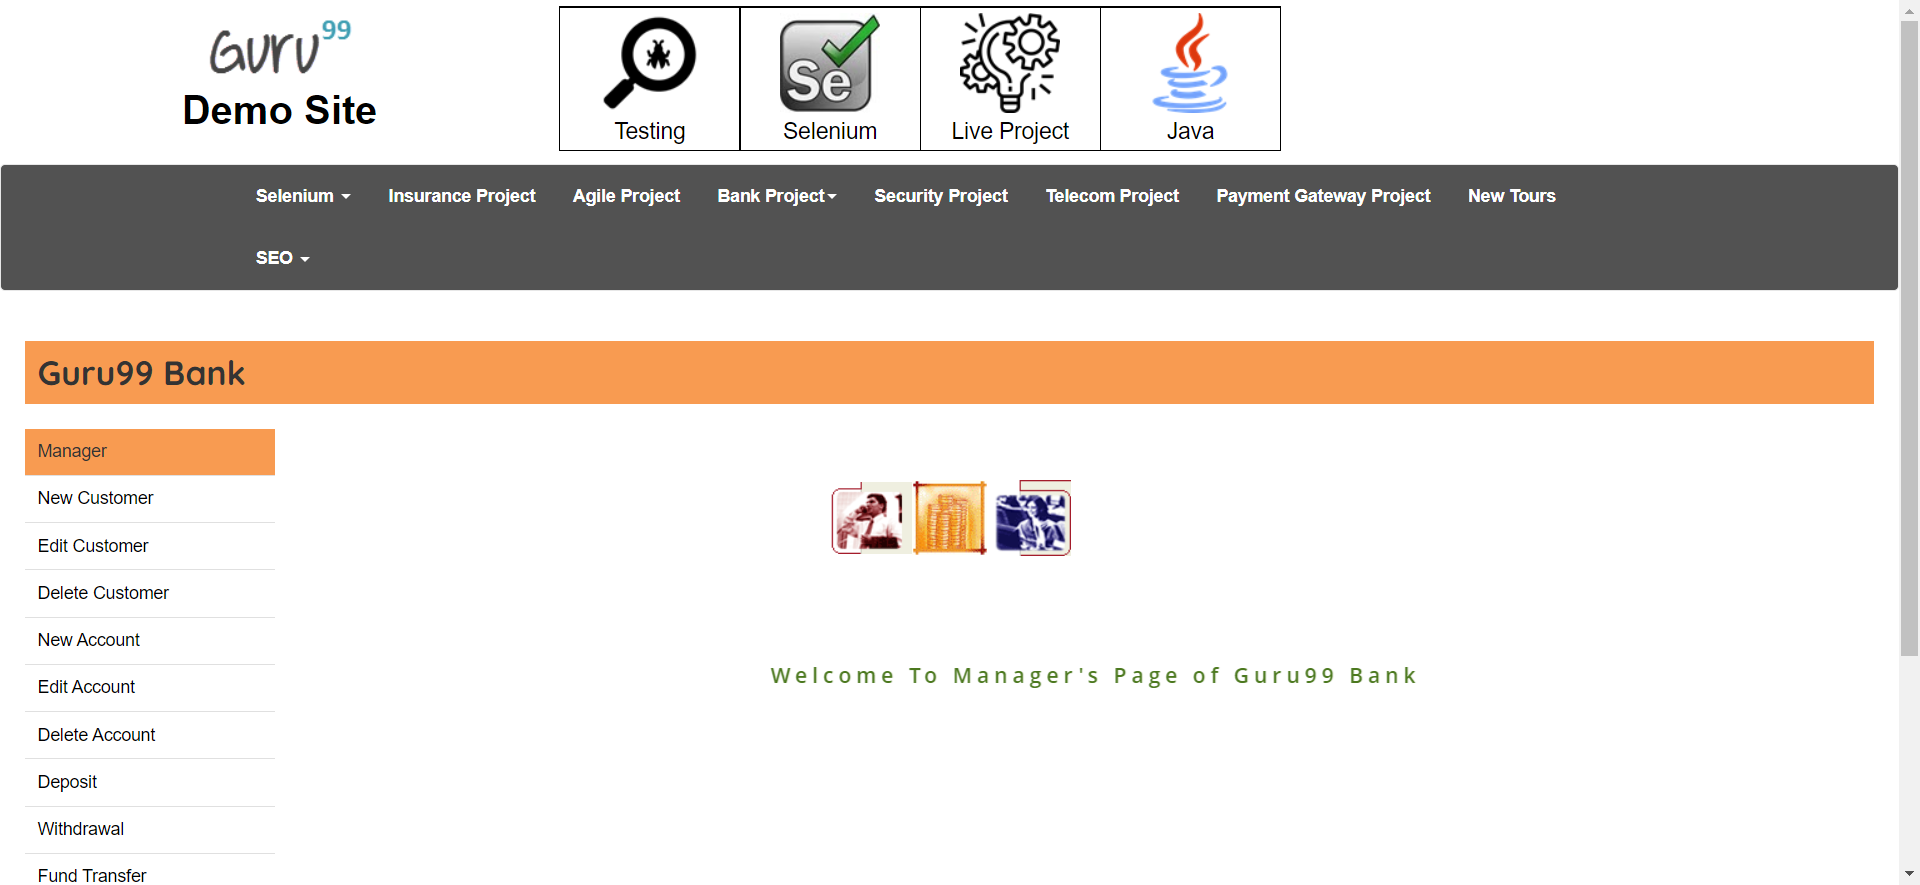 Guru99
Demo Site
Testing
Se
Selenium
Live Project
Java
Selenium
Insurance Project
Agile Project
Bank Project
Security Project
Telecom Project
Payment Gateway Project
New Tours
SEO
Guru99 Bank
Manager
New Customer
Edit Customer
Delete Customer
New Account
Edit Account
Delete Account
Deposit
Withdrawal
Fund Transfer
Welcome To Manager's Page of Guru99 Bank